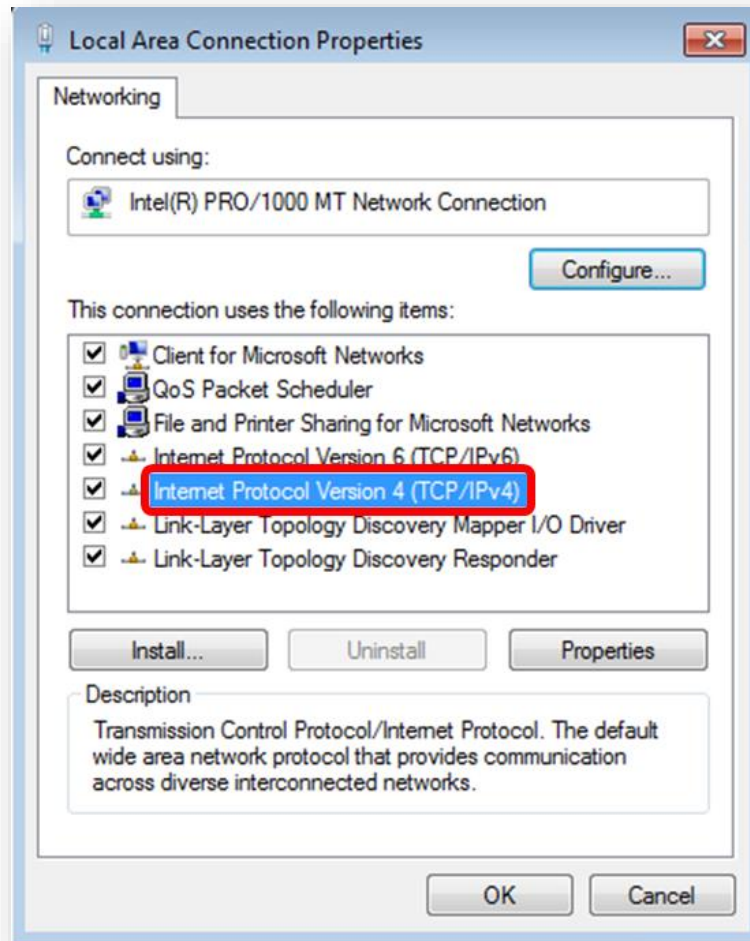 Local Area Connection Properties
Networking
Connect using:
Intel(R) PRO/1000 MT Network Connection
Configure...
This connection uses the following items:
Client for Microsoft Networks
QoS Packet Scheduler
File and Printer Sharing for Microsoft Networks
Internet Protocol Version 6 (TCP/IPv6)
Internet Protocol Version 4 (TCP/IPv4)
Link-Layer Topology Discovery Mapper I/O Driver
Link-Layer Topology Discovery Responder
Install... Uninstall Properties
Description
Transmission Control Protocol/Internet Protocol. The default
wide area network protocol that provides communication
across diverse interconnected networks.
OK Cancel